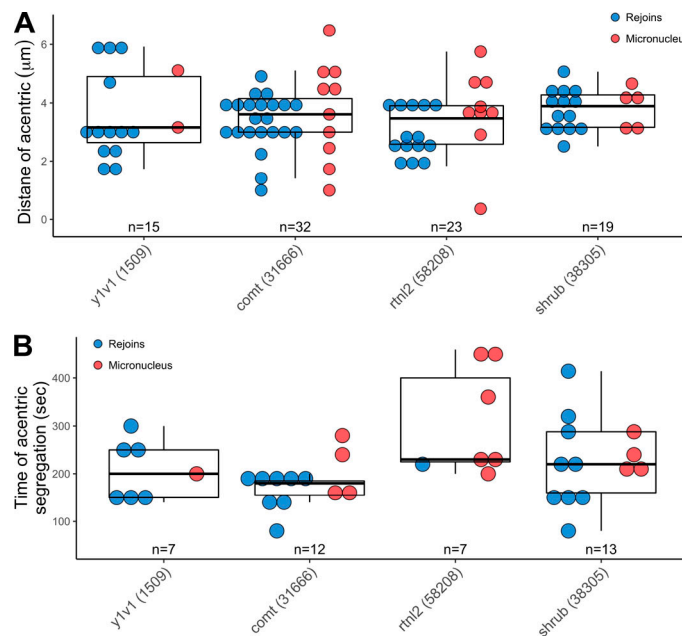 A
Rejoins
Micronucleus
Distane of acentric (μm)
6
4
2
0
n=15
n=32
n=23
n=19
y1v1 (1509)
comt (31666)
rtnl2 (58208)
shrub (38305)
B
Rejoins
Micronucleus
Time of acentric
segregation (sec)
400
300
200
100
n=7
n=12
n=7
n=13
y1v1 (1509)
comt (31666)
rtnl2 (58208)
shrub (38305)